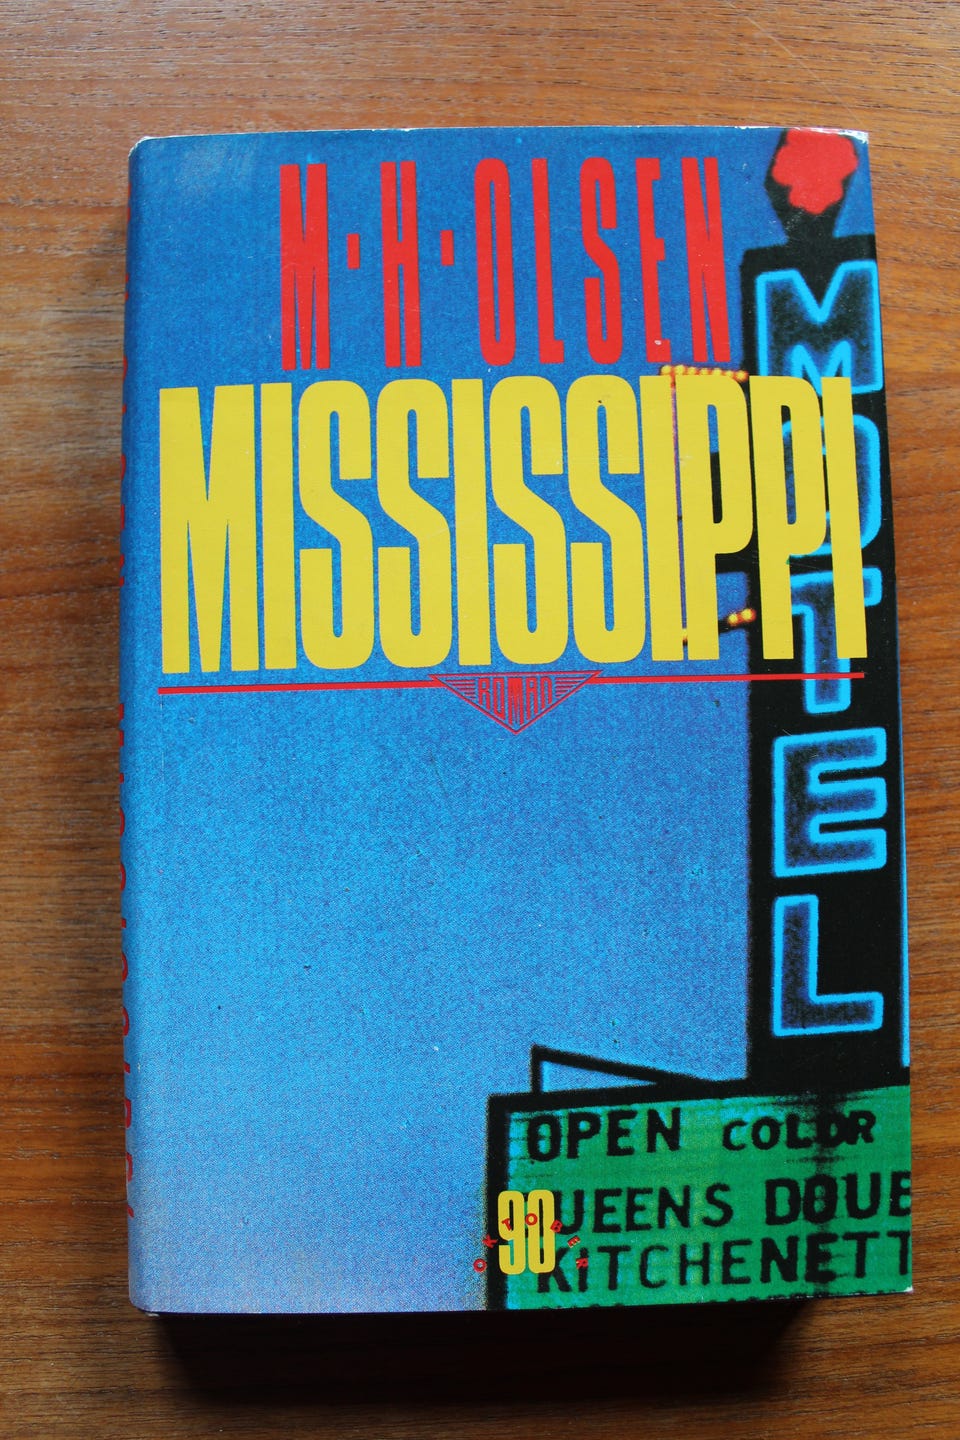 M·H·OLSEN
MISSISSIPPI
ROMAN
MOTEL
OPEN COLOR
QUEENS DOUB
KITCHENETT
OKTOBER
90